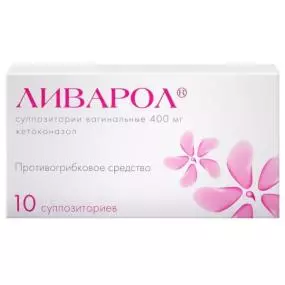 ЛИВАРОЛ®
суппозитории вагинальные 400 мг
кетоконазол
Противогрибковое средство
10 суппозиториев